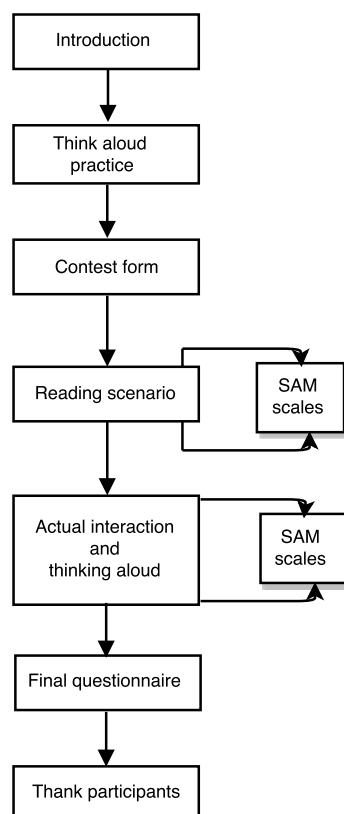 Introduction
Think aloud
practice
Contest form
Reading scenario
SAM
scales
Actual interaction
and
thinking aloud
SAM
scales
Final questionnaire
Thank participants